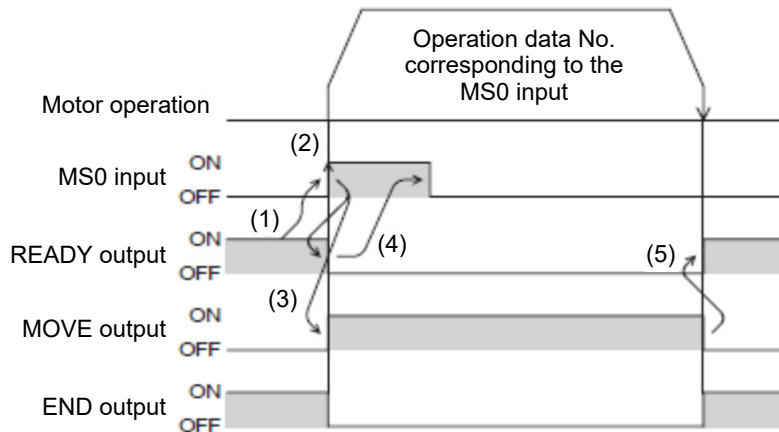 Operation data No.
corresponding to the
MS0 input
Motor operation
(2)
ON
MS0 input
OFF
(1)
ON
READY output
(4)
(5)
OFF
(3)
ON
MOVE output
OFF
ON
END output
OFF